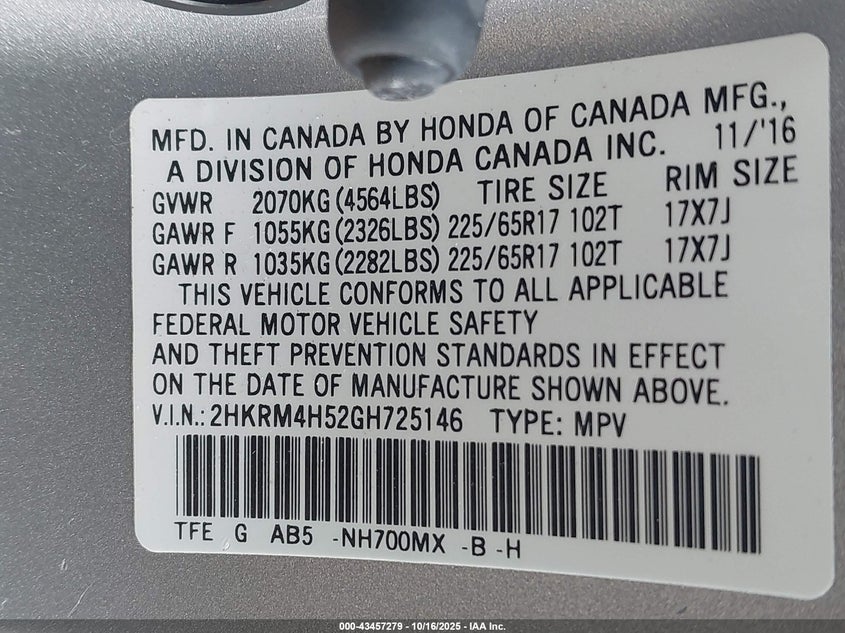 MFD. IN CANADA BY HONDA OF CANADA MFG.,
A DIVISION OF HONDA CANADA INC. 11/'16
GVWR 2070KG (4564LBS) TIRE SIZE RIM SIZE
GAWR F 1055KG (2326LBS) 225/65R17 102T 17X7J
GAWR R 1035KG (2282LBS) 225/65R17 102T 17X7J
THIS VEHICLE CONFORMS TO ALL APPLICABLE
FEDERAL MOTOR VEHICLE SAFETY
AND THEFT PREVENTION STANDARDS IN EFFECT
ON THE DATE OF MANUFACTURE SHOWN ABOVE.
V.I.N.: 2HKRM4H52GH725146 TYPE: MPV
TFE G AB5 -NH700MX -B -H
000-43457279 - 10/16/2025 - IAA Inc.